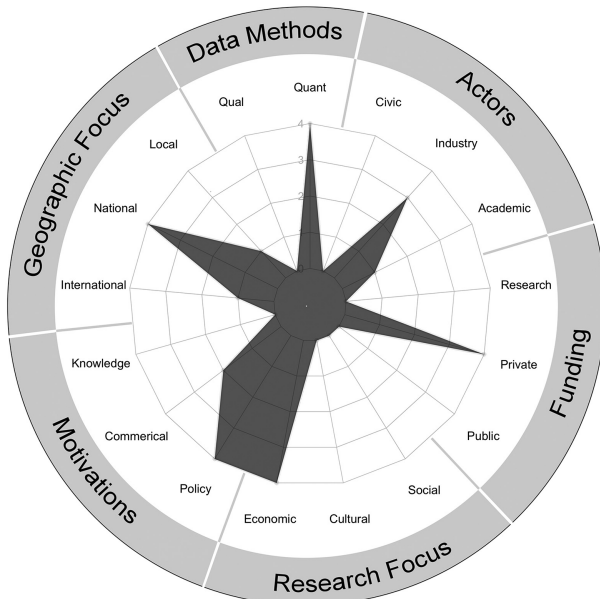 Data Methods
Actors
Funding
Research Focus
Motivations
Geographic Focus
Quant
Civic
Industry
Academic
Research
Private
Public
Social
Cultural
Economic
Policy
Commerical
Knowledge
International
National
Local
Qual
4
3
2
1
0